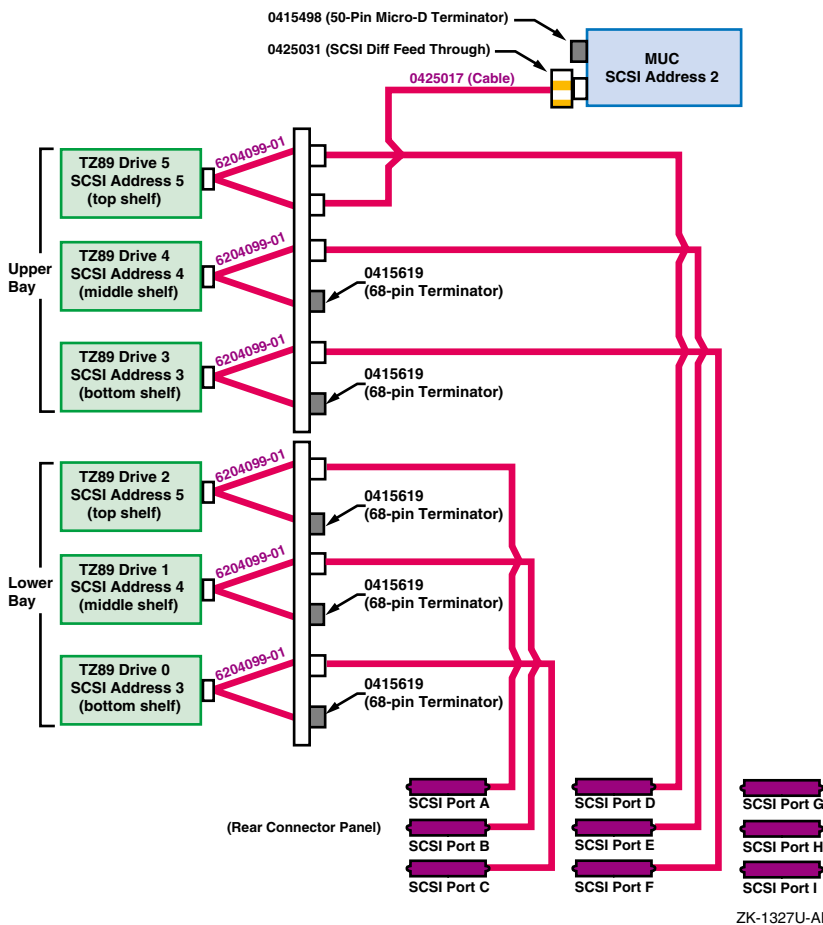 0415498 (50-Pin Micro-D Terminator)
0425031 (SCSI Diff Feed Through)
0425017 (Cable)
MUC
SCSI Address 2
TZ89 Drive 5
SCSI Address 5
(top shelf)
6204099-01
TZ89 Drive 4
SCSI Address 4
(middle shelf)
6204099-01
0415619
(68-pin Terminator)
Upper
Bay
TZ89 Drive 3
SCSI Address 3
(bottom shelf)
6204099-01
0415619
(68-pin Terminator)
TZ89 Drive 2
SCSI Address 5
(top shelf)
6204099-01
0415619
(68-pin Terminator)
Lower
Bay
TZ89 Drive 1
SCSI Address 4
(middle shelf)
6204099-01
0415619
(68-pin Terminator)
TZ89 Drive 0
SCSI Address 3
(bottom shelf)
6204099-01
0415619
(68-pin Terminator)
SCSI Port A
SCSI Port D
SCSI Port G
(Rear Connector Panel)
SCSI Port B
SCSI Port E
SCSI Port H
SCSI Port C
SCSI Port F
SCSI Port I